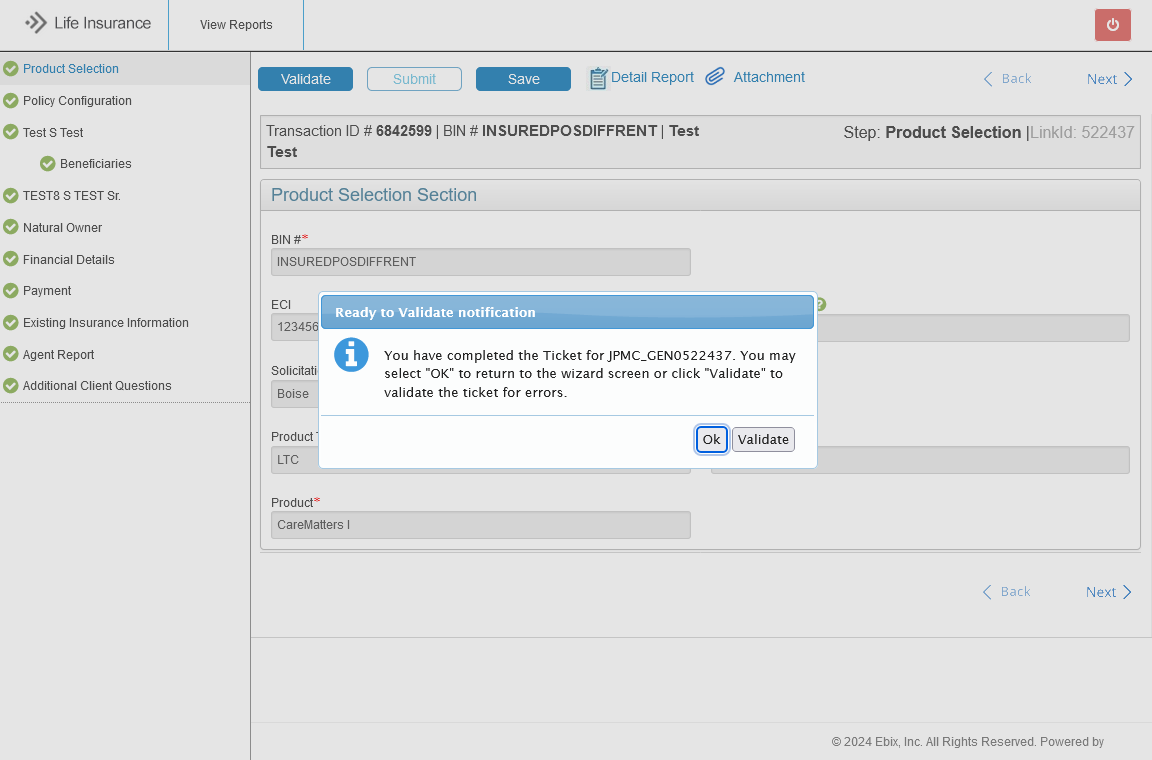 Life Insurance
View Reports
Product Selection
Policy Configuration
Test S Test
Beneficiaries
TEST8 S TEST Sr.
Natural Owner
Financial Details
Payment
Existing Insurance Information
Agent Report
Additional Client Questions
Validate
Submit
Save
Detail Report
Attachment
Back
Next
Transaction ID # 6842599 | BIN # INSUREDPOSDIFFRENT | Test
Test
Step: Product Selection |LinkId: 522437
Product Selection Section
BIN #*
INSUREDPOSDIFFRENT
ECI
?
123456
Ready to Validate notification
You have completed the Ticket for JPMC_GEN0522437. You may
select "OK" to return to the wizard screen or click "Validate" to
validate the ticket for errors.
Ok
Validate
Solicitati
Boise
Product T
LTC
Product*
CareMatters I
Back
Next
© 2024 Ebix, Inc. All Rights Reserved. Powered by